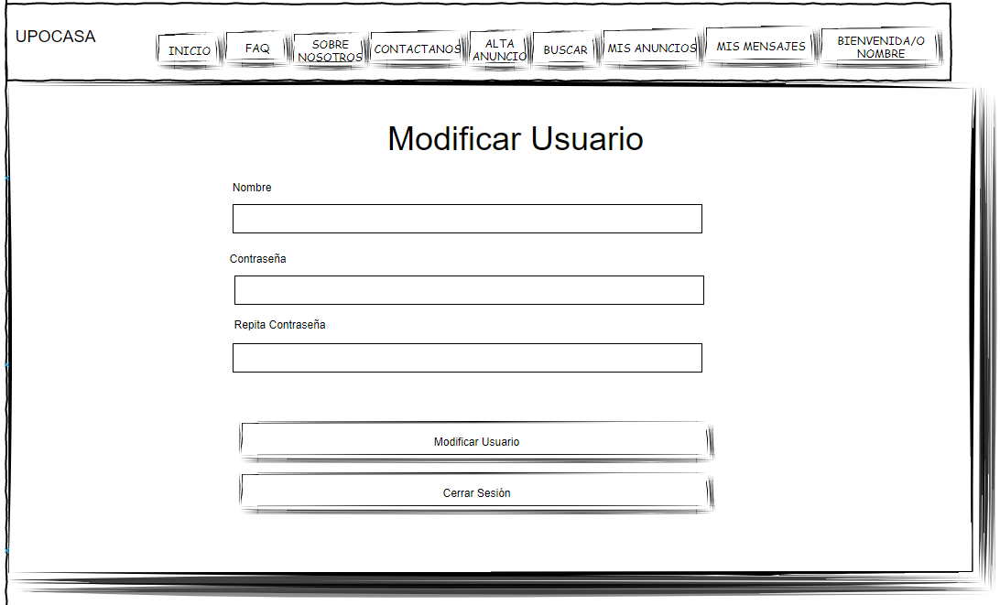 UPOCASA
INICIO
FAQ
SOBRE
NOSOTROS
CONTACTANOS
ALTA
ANUNCIO
BUSCAR
MIS ANUNCIOS
MIS MENSAJES
BIENVENIDA/O
NOMBRE
Modificar Usuario
Nombre
Contraseña
Repita Contraseña
Modificar Usuario
Cerrar Sesión